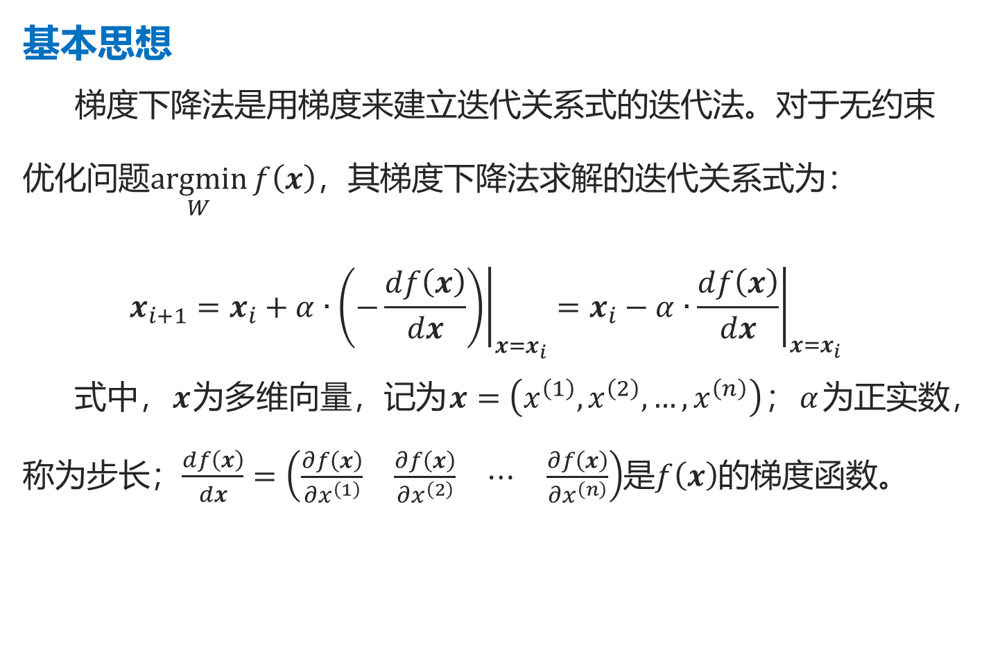 基本思想
梯度下降法是用梯度来建立迭代关系式的迭代法。对于无约束
优化问题$\underset{W}{\operatorname{argmin}} f(\boldsymbol{x})$，其梯度下降法求解的迭代关系式为：
$\boldsymbol{x}_{i+1} = \boldsymbol{x}_i + \alpha \cdot \left(-\frac{df(\boldsymbol{x})}{d\boldsymbol{x}}\right)\bigg|_{\boldsymbol{x}=\boldsymbol{x}_i} = \boldsymbol{x}_i - \alpha \cdot \frac{df(\boldsymbol{x})}{d\boldsymbol{x}}\bigg|_{\boldsymbol{x}=\boldsymbol{x}_i}$
式中，$\boldsymbol{x}$为多维向量，记为$\boldsymbol{x} = (x^{(1)}, x^{(2)}, \ldots, x^{(n)})$；$\alpha$为正实数，
称为步长；$\frac{df(\boldsymbol{x})}{d\boldsymbol{x}} = \left(\frac{\partial f(\boldsymbol{x})}{\partial x^{(1)}} \quad \frac{\partial f(\boldsymbol{x})}{\partial x^{(2)}} \quad \cdots \quad \frac{\partial f(\boldsymbol{x})}{\partial x^{(n)}}\right)$是$f(\boldsymbol{x})$的梯度函数。